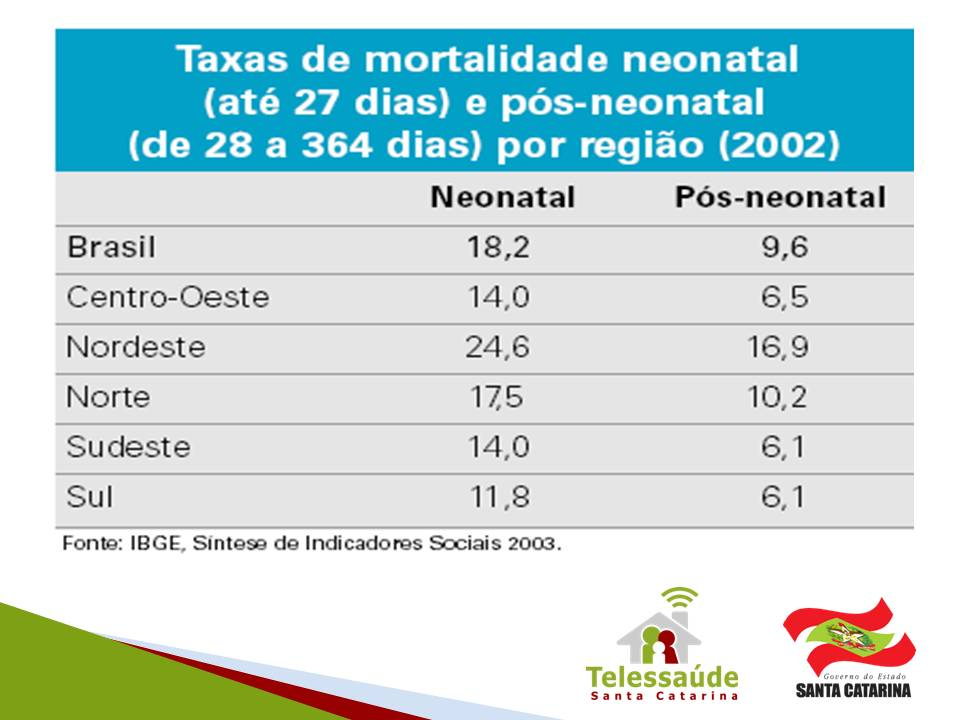 Taxas de mortalidade neonatal
(até 27 dias) e pós-neonatal
(de 28 a 364 dias) por região (2002)
Neonatal Pós-neonatal
Brasil 18,2 9,6
Centro-Oeste 14,0 6,5
Nordeste 24,6 16,9
Norte 17,5 10,2
Sudeste 14,0 6,1
Sul 11,8 6,1
Fonte: IBGE, Síntese de Indicadores Sociais 2003.
Telessaúde
Santa Catarina
Governo do Estado
SANTA CATARINA